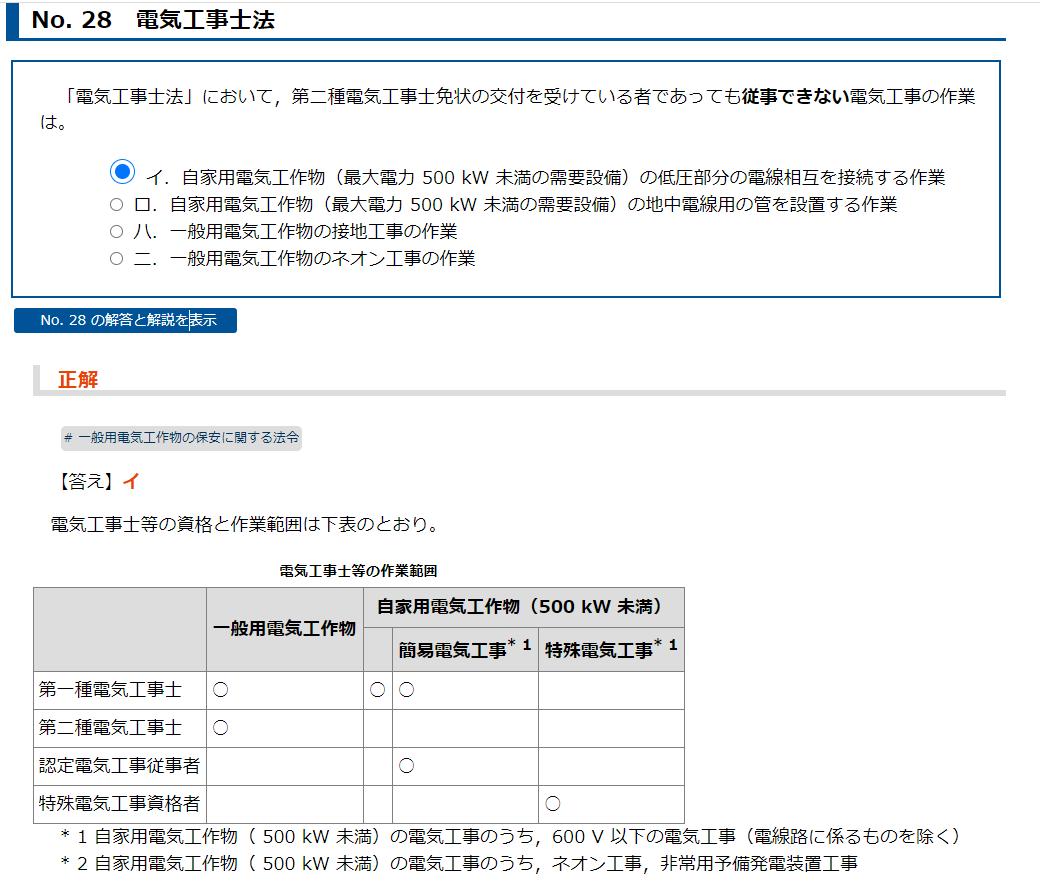 No. 28　電気工事士法
「電気工事士法」において，第二種電気工事士免状の交付を受けている者であっても従事できない電気工事の作業
は。
イ．自家用電気工作物（最大電力 500 kW 未満の需要設備）の低圧部分の電線相互を接続する作業
ロ．自家用電気工作物（最大電力 500 kW 未満の需要設備）の地中電線用の管を設置する作業
ハ．一般用電気工作物の接地工事の作業
ニ．一般用電気工作物のネオン工事の作業
No. 28 の解答と解説を表示
正解
# 一般用電気工作物の保安に関する法令
【答え】イ
電気工事士等の資格と作業範囲は下表のとおり。
電気工事士等の作業範囲
一般用電気工作物 自家用電気工作物（500 kW 未満）
簡易電気工事* 1 特殊電気工事* 1
第一種電気工事士 ○ ○ ○
第二種電気工事士 ○
認定電気工事従事者 ○
特殊電気工事資格者 ○
* 1 自家用電気工作物（ 500 kW 未満）の電気工事のうち，600 V 以下の電気工事（電線路に係るものを除く）
* 2 自家用電気工作物（ 500 kW 未満）の電気工事のうち，ネオン工事，非常用予備発電装置工事